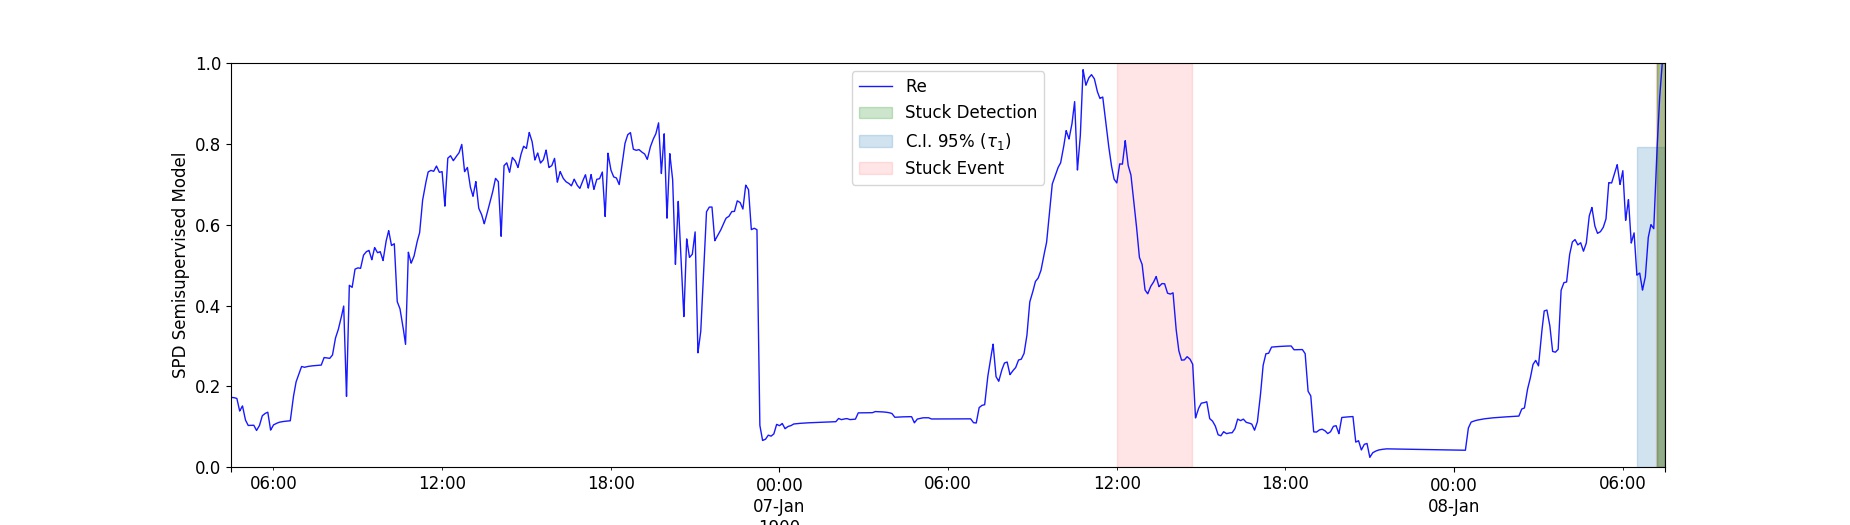 1.0
0.8
0.6
0.4
0.2
0.0
SPD Semisupervised Model
Re
Stuck Detection
C.I. 95% (τ₁)
Stuck Event
06:00 12:00 18:00 00:00 06:00 12:00 18:00 00:00 06:00
07-Jan 08-Jan
1900